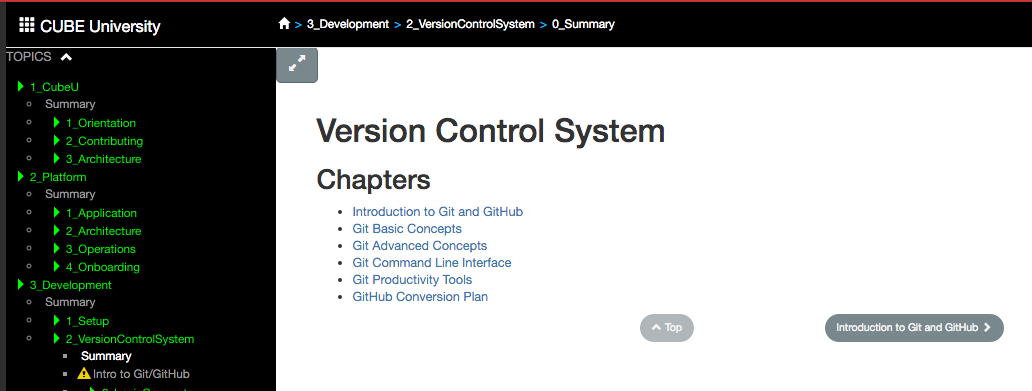 CUBE University
> 3_Development > 2_VersionControlSystem > 0_Summary
TOPICS
1_CubeU
Summary
1_Orientation
2_Contributing
3_Architecture
2_Platform
Summary
1_Application
2_Architecture
3_Operations
4_Onboarding
3_Development
Summary
1_Setup
2_VersionControlSystem
Summary
Intro to Git/GitHub
Version Control System
Chapters
Introduction to Git and GitHub
Git Basic Concepts
Git Advanced Concepts
Git Command Line Interface
Git Productivity Tools
GitHub Conversion Plan
Top
Introduction to Git and GitHub